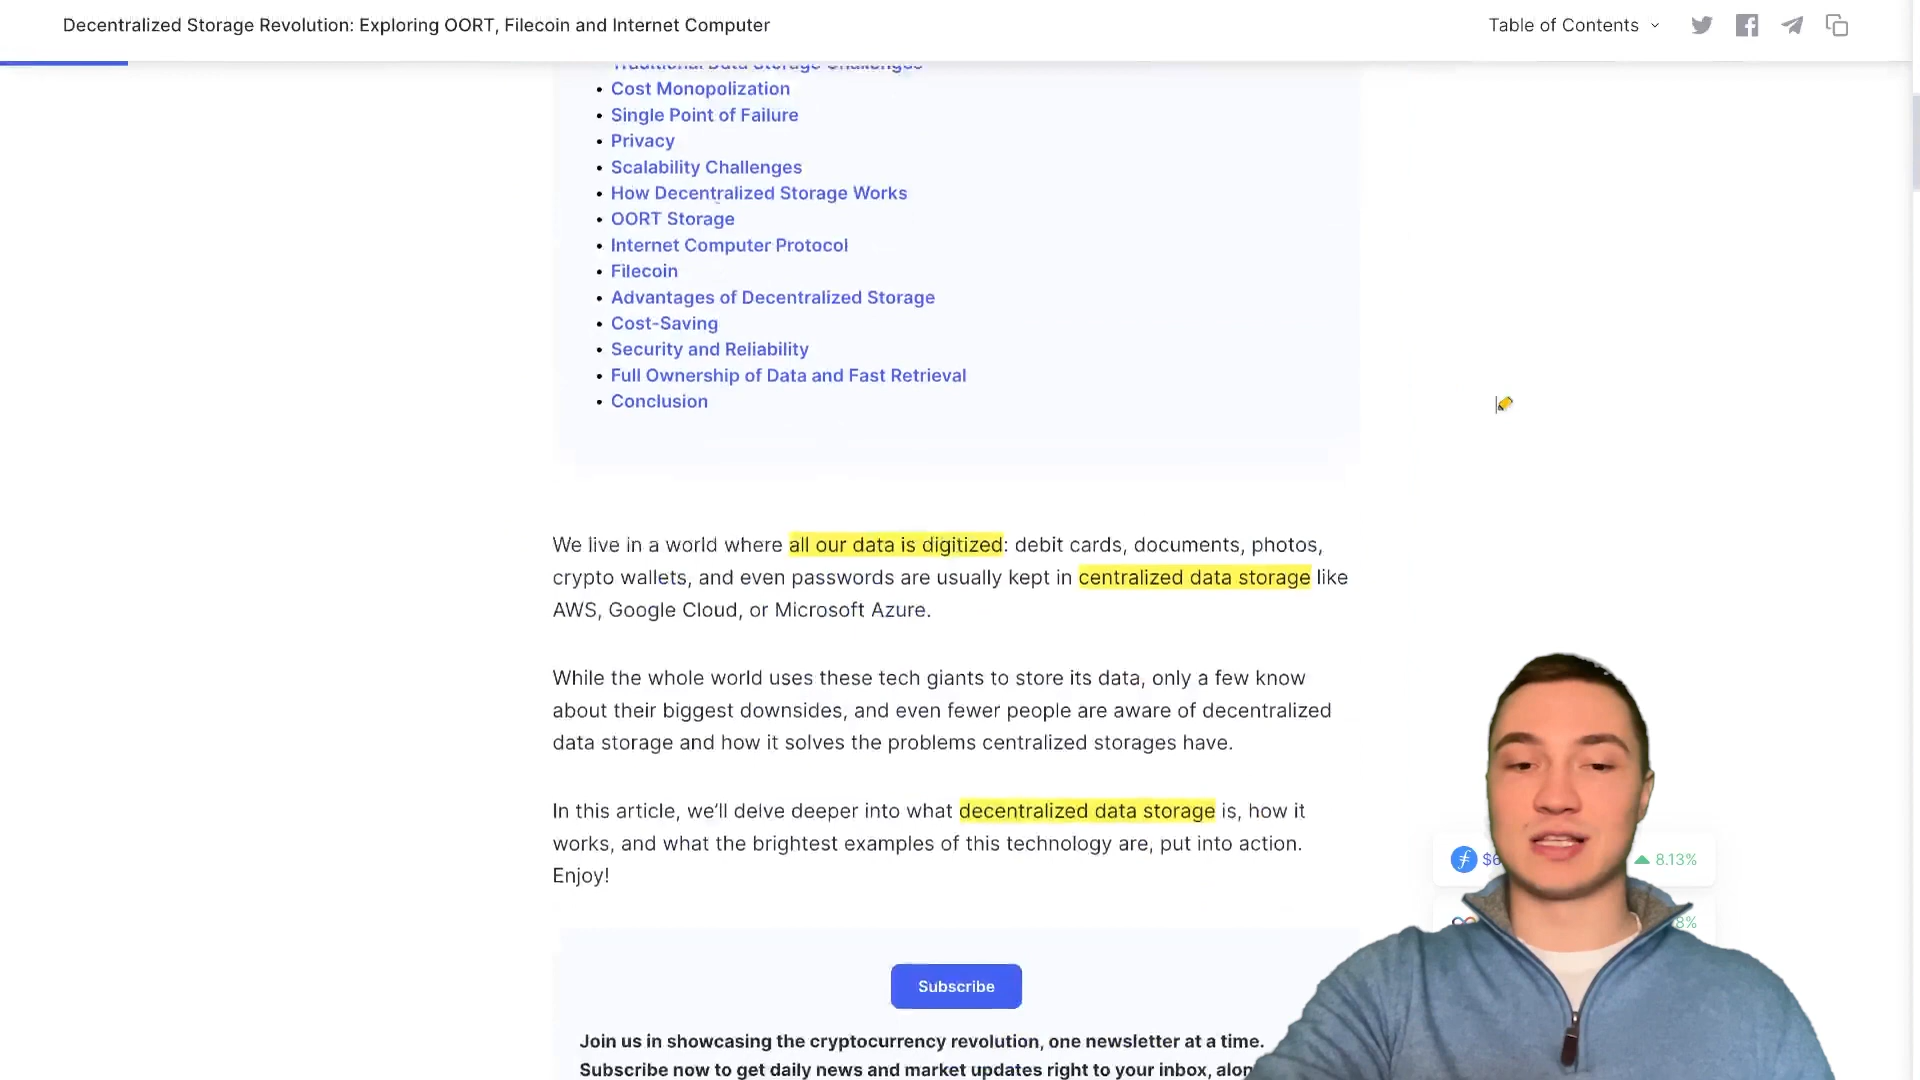 Decentralized Storage Revolution: Exploring OORT, Filecoin and Internet Computer
Table of Contents
Traditional Data Storage Challenges
Cost Monopolization
Single Point of Failure
Privacy
Scalability Challenges
How Decentralized Storage Works
OORT Storage
Internet Computer Protocol
Filecoin
Advantages of Decentralized Storage
Cost-Saving
Security and Reliability
Full Ownership of Data and Fast Retrieval
Conclusion
We live in a world where all our data is digitized: debit cards, documents, photos,
crypto wallets, and even passwords are usually kept in centralized data storage like
AWS, Google Cloud, or Microsoft Azure.
While the whole world uses these tech giants to store its data, only a few know
about their biggest downsides, and even fewer people are aware of decentralized
data storage and how it solves the problems centralized storages have.
In this article, we’ll delve deeper into what decentralized data storage is, how it
works, and what the brightest examples of this technology are, put into action.
Enjoy!
$6 8.13%
8%
Subscribe
Join us in showcasing the cryptocurrency revolution, one newsletter at a time.
Subscribe now to get daily news and market updates right to your inbox,